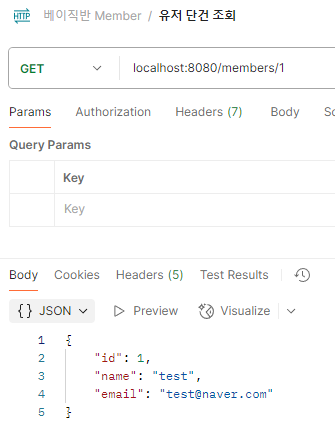 HTTP 베이직반 Member / 유저 단건 조회
GET localhost:8080/members/1
Params Authorization Headers (7) Body
Query Params
Key
Key
Body Cookies Headers (5) Test Results
{} JSON Preview Visualize
1 {
2 "id": 1,
3 "name": "test",
4 "email": "test@naver.com"
5 }